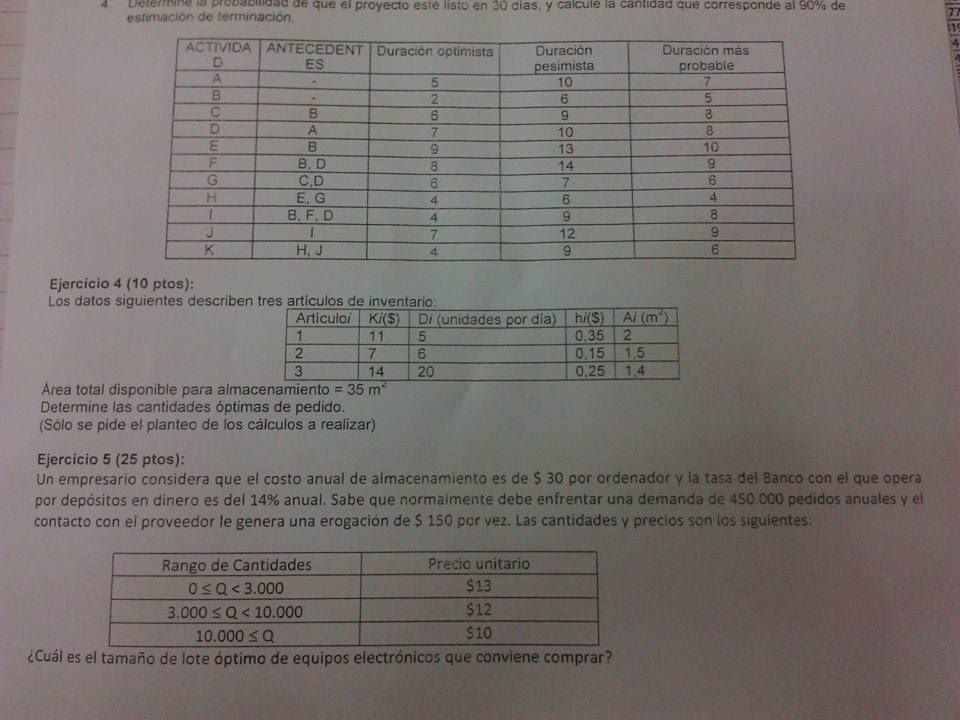 4 Determine la probabilidad de que el proyecto esté listo en 30 días, y calcule la cantidad que corresponde al 90% de
estimación de terminación.
ACTIVIDA D ANTECEDENT ES Duración optimista Duración pesimista Duración más probable
A - 5 10 7
B - 2 6 5
C B 6 9 8
D A 7 10 8
E B 9 13 10
F B, D 8 14 9
G C,D 6 7 6
H E, G 4 6 4
I B, F, D 4 9 8
J I 7 12 9
K H, J 4 9 6
Ejercicio 4 (10 ptos):
Los datos siguientes describen tres artículos de inventario:
Artículoi Ki($) Di (unidades por día) hi($) Ai (m²)
1 11 5 0,35 2
2 7 6 0,15 1,5
3 14 20 0,25 1,4
Área total disponible para almacenamiento = 35 m²
Determine las cantidades óptimas de pedido.
(Sólo se pide el planteo de los cálculos a realizar)
Ejercicio 5 (25 ptos):
Un empresario considera que el costo anual de almacenamiento es de $ 30 por ordenador y la tasa del Banco con el que opera
por depósitos en dinero es del 14% anual. Sabe que normalmente debe enfrentar una demanda de 450.000 pedidos anuales y el
contacto con el proveedor le genera una erogación de $ 150 por vez. Las cantidades y precios son los siguientes:
Rango de Cantidades Precio unitario
0 ≤ Q < 3.000 $13
3.000 ≤ Q < 10.000 $12
10.000 ≤ Q $10
¿Cuál es el tamaño de lote óptimo de equipos electrónicos que conviene comprar?